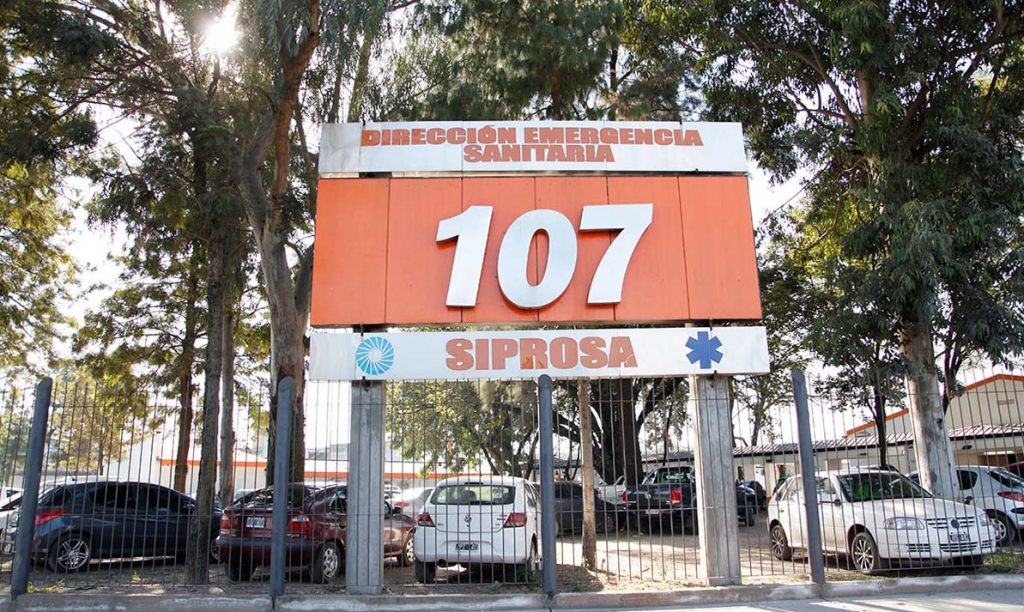 DIRECCIÓN EMERGENCIA
SANITARIA
107
SIPROSA